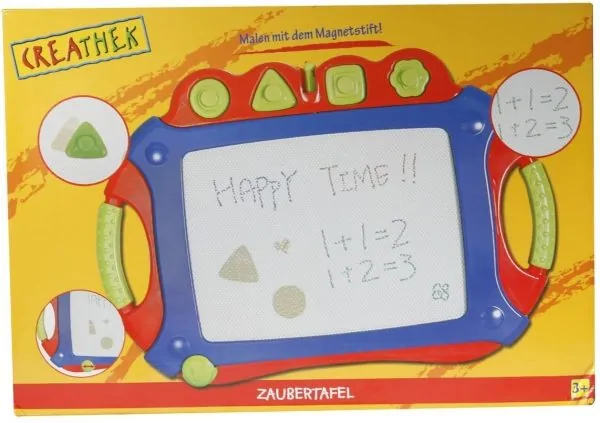 CREATHEK
Malen mit dem Magnetstift!
1+1=2
1+2=3
HAPPY TIME!!
1+1=2
1+2=3
ZAUBERTAFEL
3+